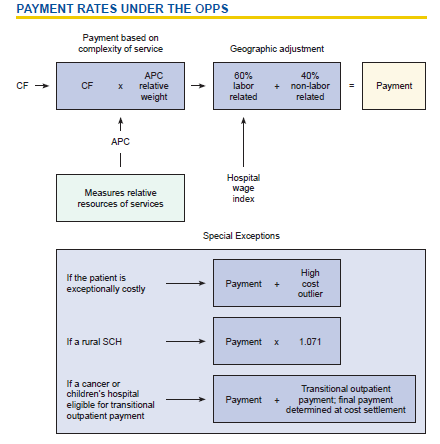 PAYMENT RATES UNDER THE OPPS
Payment based on
complexity of service
Geographic adjustment
CF
CF x APC
relative
weight
60%
labor
related
+
40%
non-labor
related
=
Payment
APC
Measures relative
resources of services
Hospital
wage
index
Special Exceptions
If the patient is
exceptionally costly
Payment +
High
cost
outlier
If a rural SCH
Payment x 1.071
If a cancer or
children's hospital
eligible for transitional
outpatient payment
Payment +
Transitional outpatient
payment; final payment
determined at cost settlement